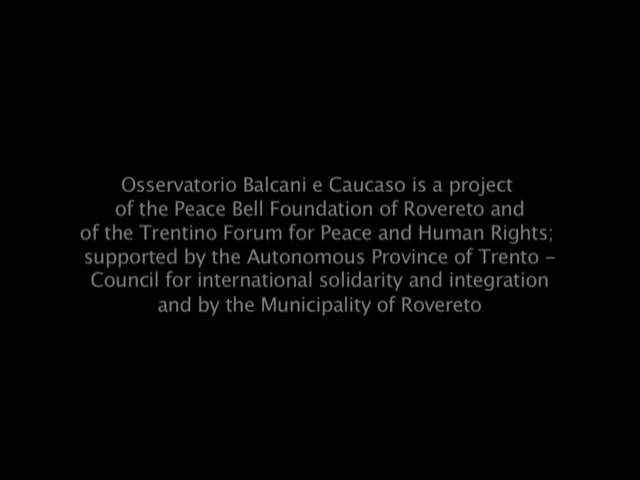 Osservatorio Balcani e Caucaso is a project
of the Peace Bell Foundation of Rovereto and
of the Trentino Forum for Peace and Human Rights;
supported by the Autonomous Province of Trento –
Council for international solidarity and integration
and by the Municipality of Rovereto